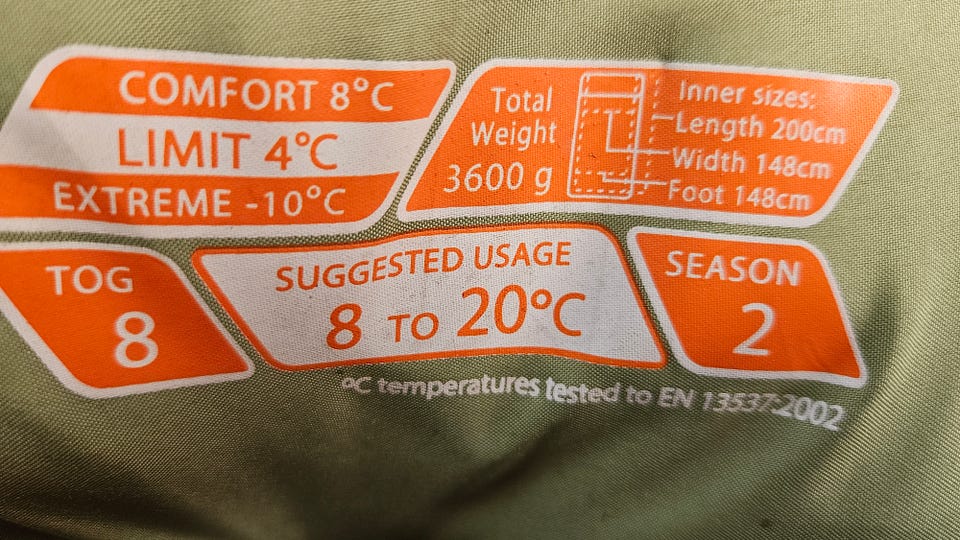 COMFORT 8°C
LIMIT 4°C
EXTREME -10°C
Total
Weight
3600 g
Inner sizes:
Length 200cm
Width 148cm
Foot 148cm
TOG
8
SUGGESTED USAGE
8 TO 20°C
SEASON
2
°C temperatures tested to EN 13537-2002